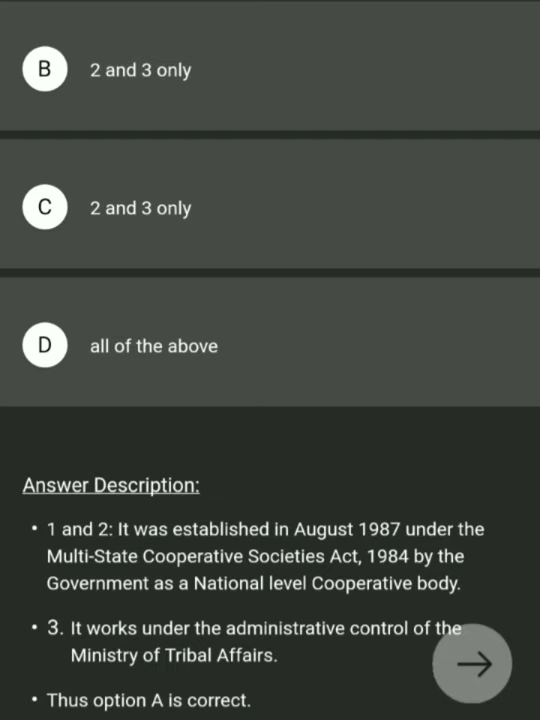 B 2 and 3 only
C 2 and 3 only
D all of the above
Answer Description:
• 1 and 2: It was established in August 1987 under the
Multi-State Cooperative Societies Act, 1984 by the
Government as a National level Cooperative body.
• 3. It works under the administrative control of the
Ministry of Tribal Affairs.
• Thus option A is correct.